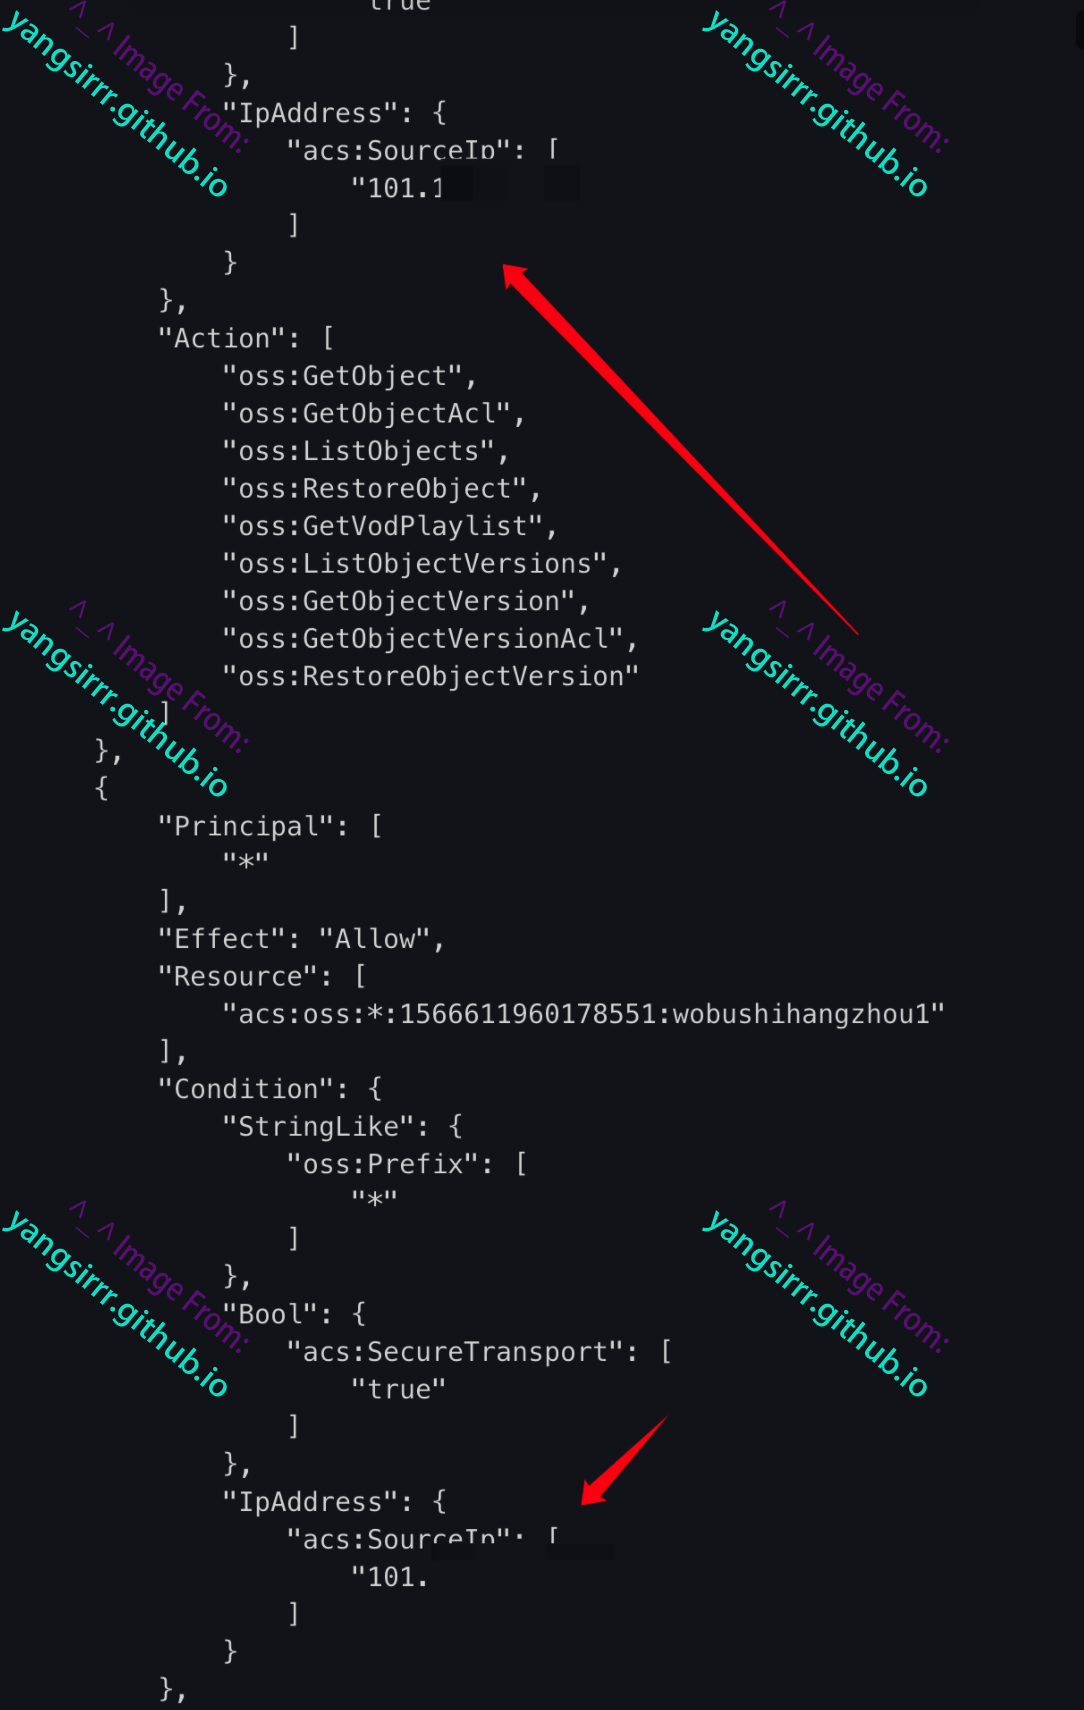 true
]
},
"IpAddress": {
"acs:SourceIp": [
"101.1
]
}
},
"Action": [
"oss:GetObject",
"oss:GetObjectAcl",
"oss:ListObjects",
"oss:RestoreObject",
"oss:GetVodPlaylist",
"oss:ListObjectVersions",
"oss:GetObjectVersion",
"oss:GetObjectVersionAcl",
"oss:RestoreObjectVersion"
]
},
{
"Principal": [
"*"
],
"Effect": "Allow",
"Resource": [
"acs:oss:*:1566611960178551:wobushihangzhou1"
],
"Condition": {
"StringLike": {
"oss:Prefix": [
"*"
]
},
"Bool": {
"acs:SecureTransport": [
"true"
]
},
"IpAddress": {
"acs:SourceIp": [
"101.
]
}
},
^_^ Image From:
yangsirrr.github.io
^_^ Image From:
yangsirrr.github.io
^_^ Image From:
yangsirrr.github.io
^_^ Image From:
yangsirrr.github.io
^_^ Image From:
yangsirrr.github.io
^_^ Image From:
yangsirrr.github.io